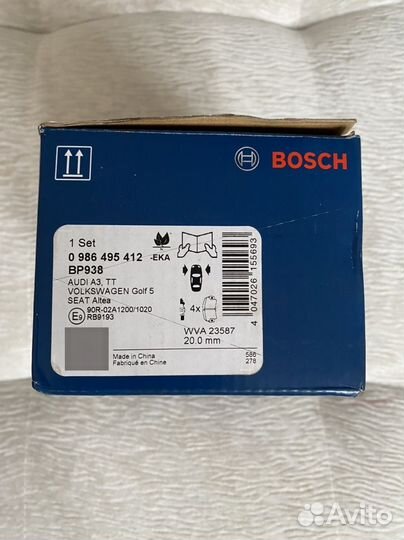 BOSCH
1 Set
0 986 495 412 -EKA
BP938
AUDI A3, TT
VOLKSWAGEN Golf 5
SEAT Altea
E9 90R-02A1200/1020
RB9193
4x
WVA 23587
20.0 mm
Made in China
Fabriqué en Chine
586
278
4 047026 155693
Avito